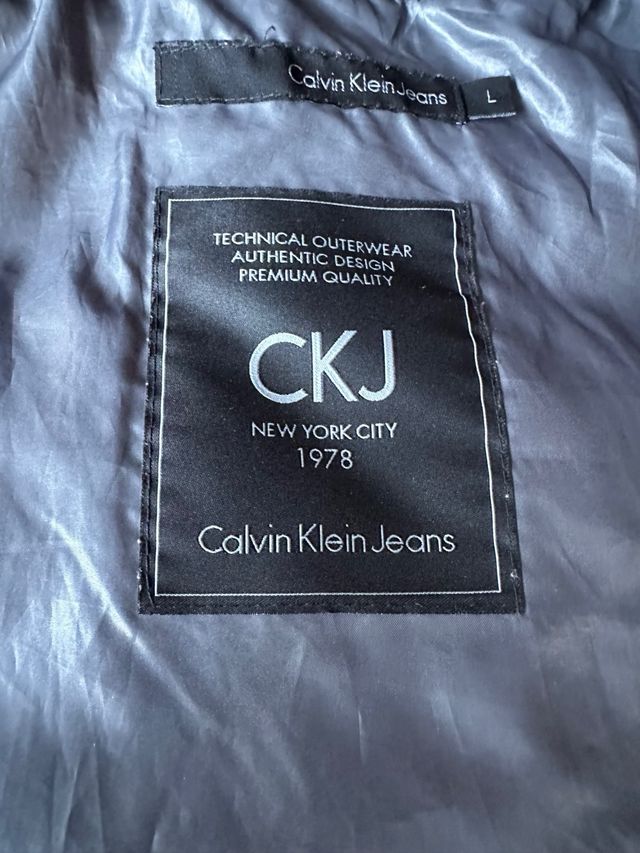 Calvin Klein Jeans
L
TECHNICAL OUTERWEAR
AUTHENTIC DESIGN
PREMIUM QUALITY
CKJ
NEW YORK CITY
1978
Calvin Klein Jeans